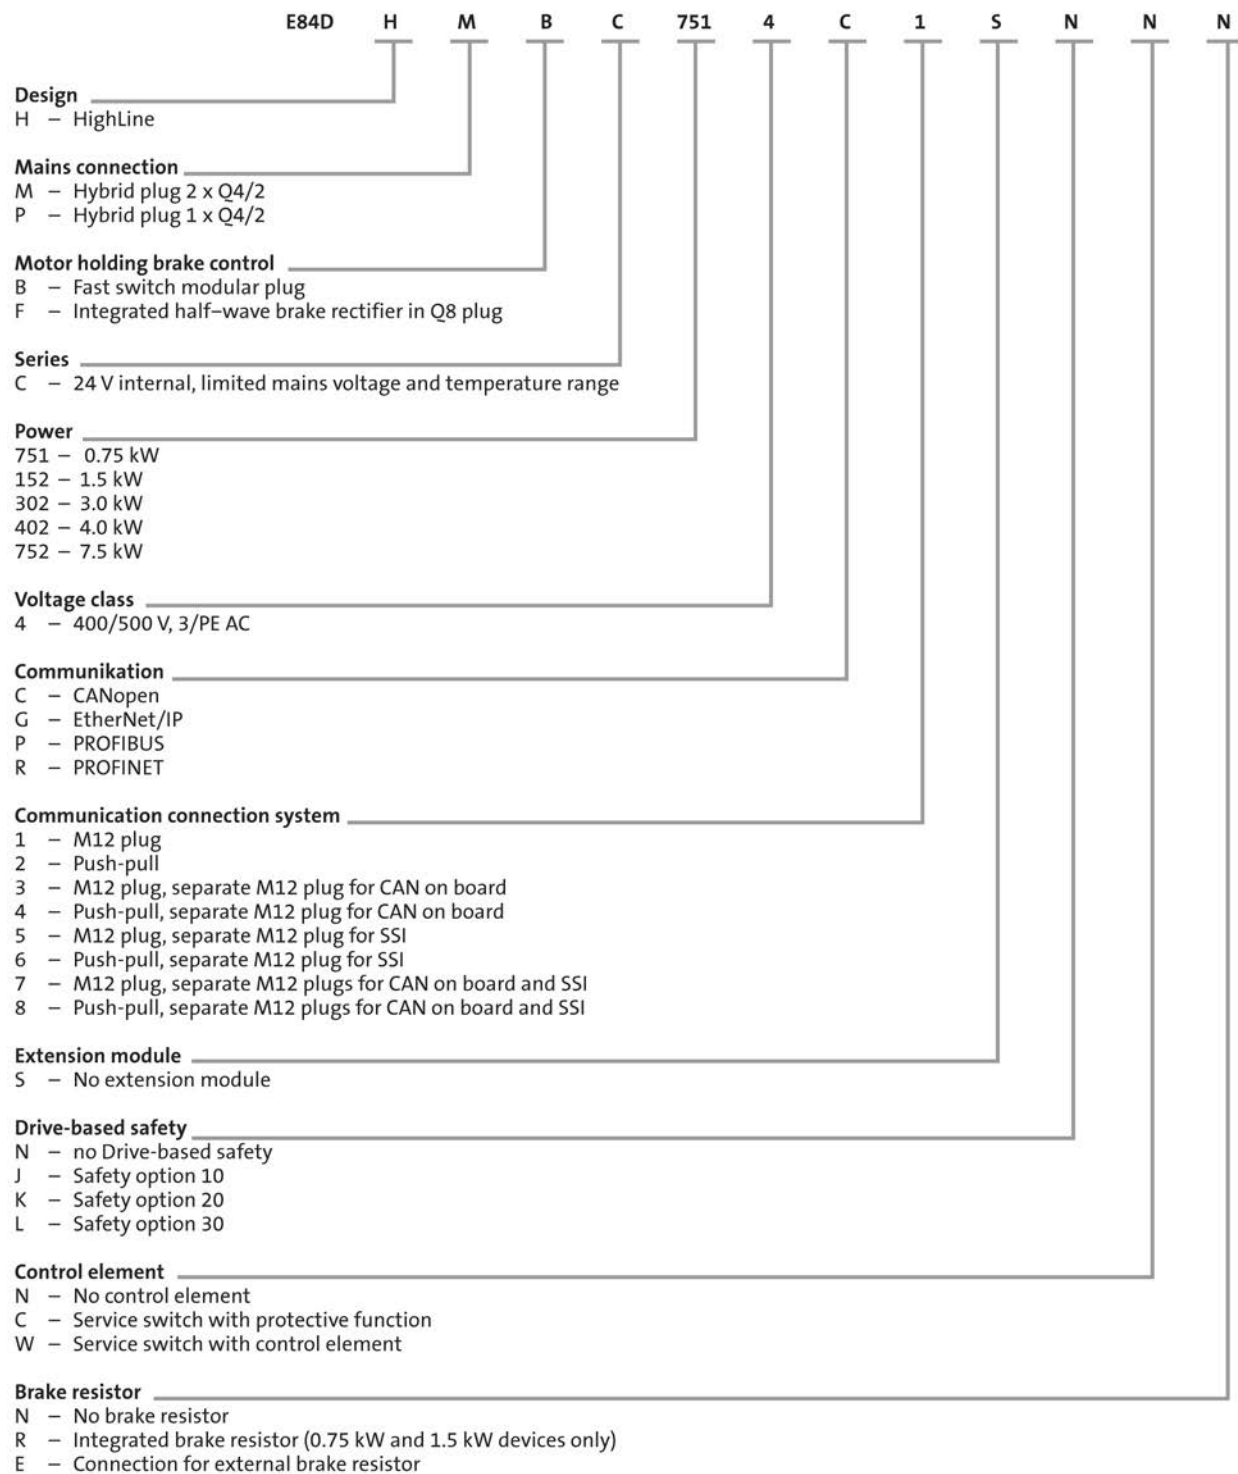 E84D H M B C 751 4 C 1 S N N N
Design
H – HighLine
Mains connection
M – Hybrid plug 2 x Q4/2
P – Hybrid plug 1 x Q4/2
Motor holding brake control
B – Fast switch modular plug
F – Integrated half–wave brake rectifier in Q8 plug
Series
C – 24 V internal, limited mains voltage and temperature range
Power
751 – 0.75 kW
152 – 1.5 kW
302 – 3.0 kW
402 – 4.0 kW
752 – 7.5 kW
Voltage class
4 – 400/500 V, 3/PE AC
Communikation
C – CANopen
G – EtherNet/IP
P – PROFIBUS
R – PROFINET
Communication connection system
1 – M12 plug
2 – Push-pull
3 – M12 plug, separate M12 plug for CAN on board
4 – Push-pull, separate M12 plug for CAN on board
5 – M12 plug, separate M12 plug for SSI
6 – Push-pull, separate M12 plug for SSI
7 – M12 plug, separate M12 plugs for CAN on board and SSI
8 – Push-pull, separate M12 plugs for CAN on board and SSI
Extension module
S – No extension module
Drive-based safety
N – no Drive-based safety
J – Safety option 10
K – Safety option 20
L – Safety option 30
Control element
N – No control element
C – Service switch with protective function
W – Service switch with control element
Brake resistor
N – No brake resistor
R – Integrated brake resistor (0.75 kW and 1.5 kW devices only)
E – Connection for external brake resistor